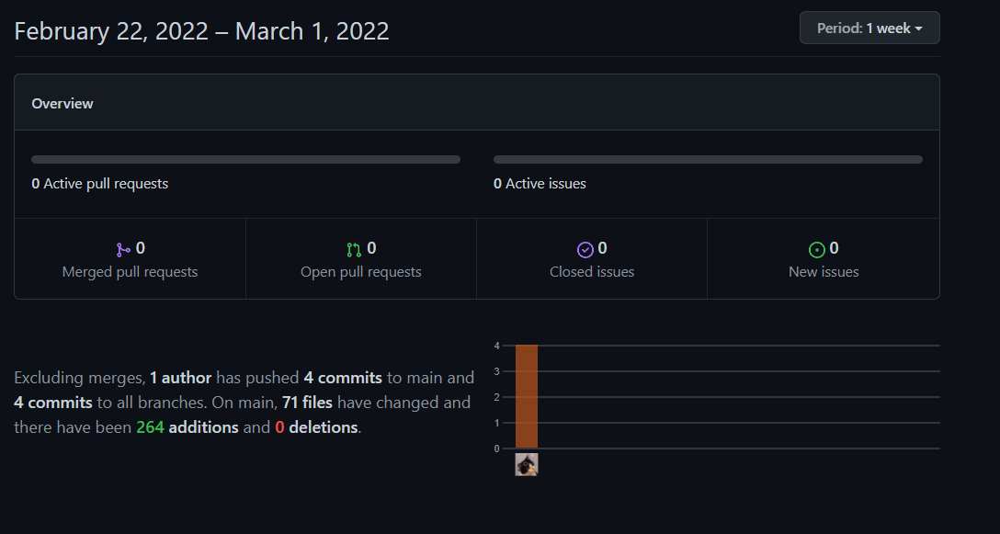 February 22, 2022 – March 1, 2022
Period: 1 week
Overview
0 Active pull requests
0 Active issues
0
Merged pull requests
0
Open pull requests
0
Closed issues
0
New issues
Excluding merges, 1 author has pushed 4 commits to main and
4 commits to all branches. On main, 71 files have changed and
there have been 264 additions and 0 deletions.
4
3
2
1
0